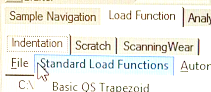 Sample Navigation Load Function
Indentation Scratch ScanningWear
File Standard Load Functions
C:\ Basic QS Trapezoid